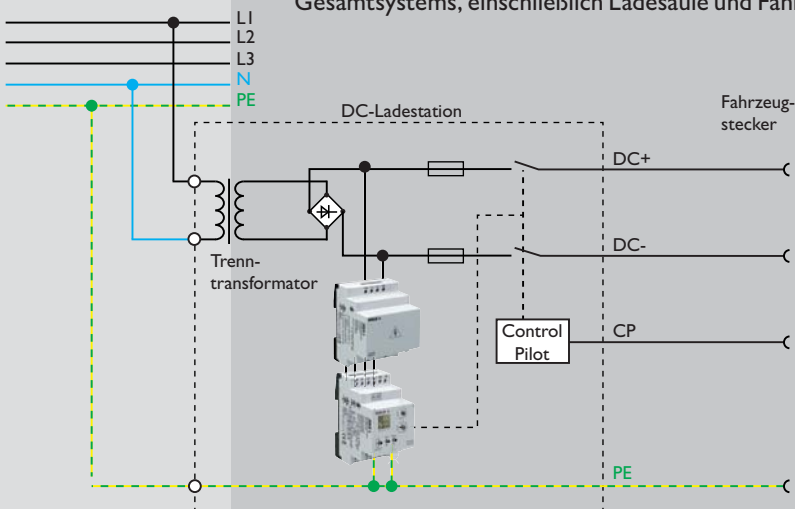 Gesamtsystems, einschließlich Ladesäule und Fah
L1
L2
L3
N
PE
DC-Ladestation
Fahrzeug-
stecker
DC+
DC-
Trenn-
transformator
Control
Pilot
CP
PE